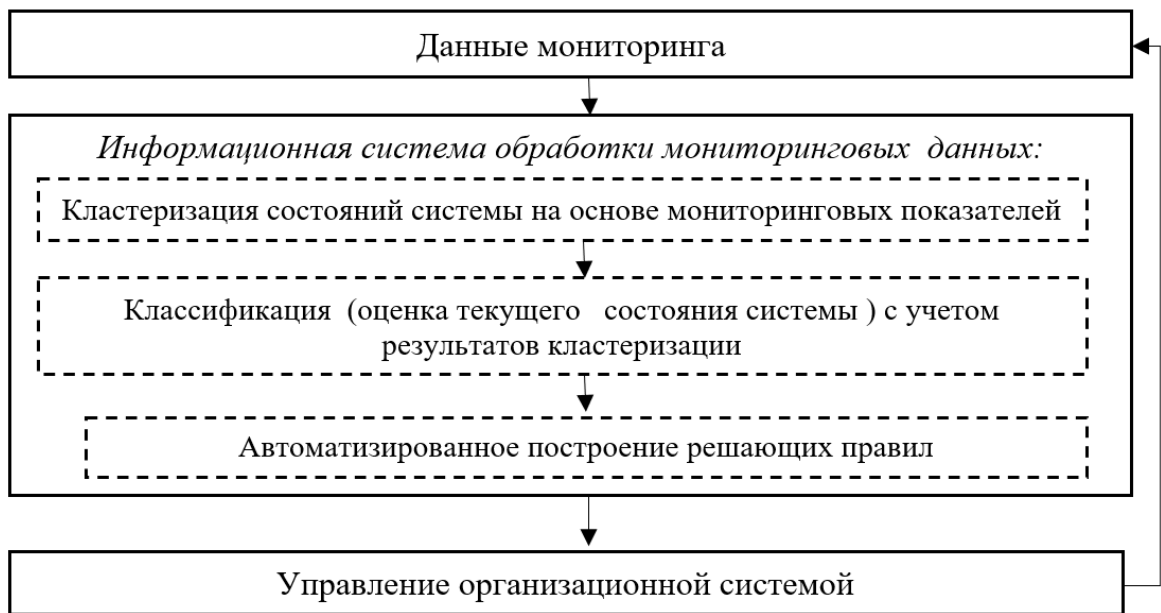 Данные мониторинга
Информационная система обработки мониторинговых данных:
Кластеризация состояний системы на основе мониторинговых показателей
Классификация (оценка текущего состояния системы ) с учетом
результатов кластеризации
Автоматизированное построение решающих правил
Управление организационной системой